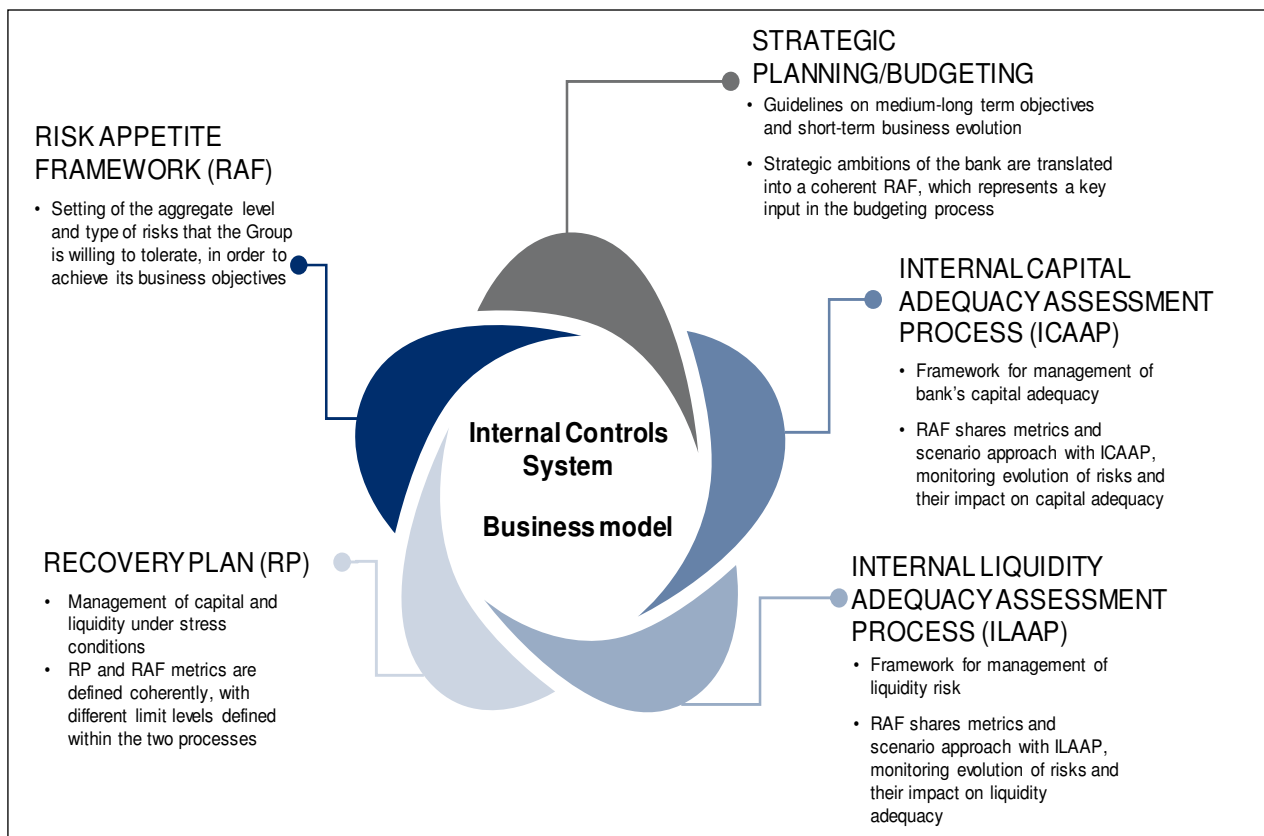 STRATEGIC
PLANNING/BUDGETING
• Guidelines on medium-long term objectives
and short-term business evolution
• Strategic ambitions of the bank are translated
into a coherent RAF, which represents a key
input in the budgeting process
RISK APPETITE
FRAMEWORK (RAF)
• Setting of the aggregate level
and type of risks that the Group
is willing to tolerate, in order to
achieve its business objectives
INTERNAL CAPITAL
ADEQUACY ASSESSMENT
PROCESS (ICAAP)
• Framework for management of
bank's capital adequacy
• RAF shares metrics and
scenario approach with ICAAP,
monitoring evolution of risks and
their impact on capital adequacy
Internal Controls
System
Business model
RECOVERY PLAN (RP)
• Management of capital and
liquidity under stress
conditions
• RP and RAF metrics are
defined coherently, with
different limit levels defined
within the two processes
INTERNAL LIQUIDITY
ADEQUACY ASSESSMENT
PROCESS (ILAAP)
• Framework for management of
liquidity risk
• RAF shares metrics and
scenario approach with ILAAP,
monitoring evolution of risks and
their impact on liquidity
adequacy